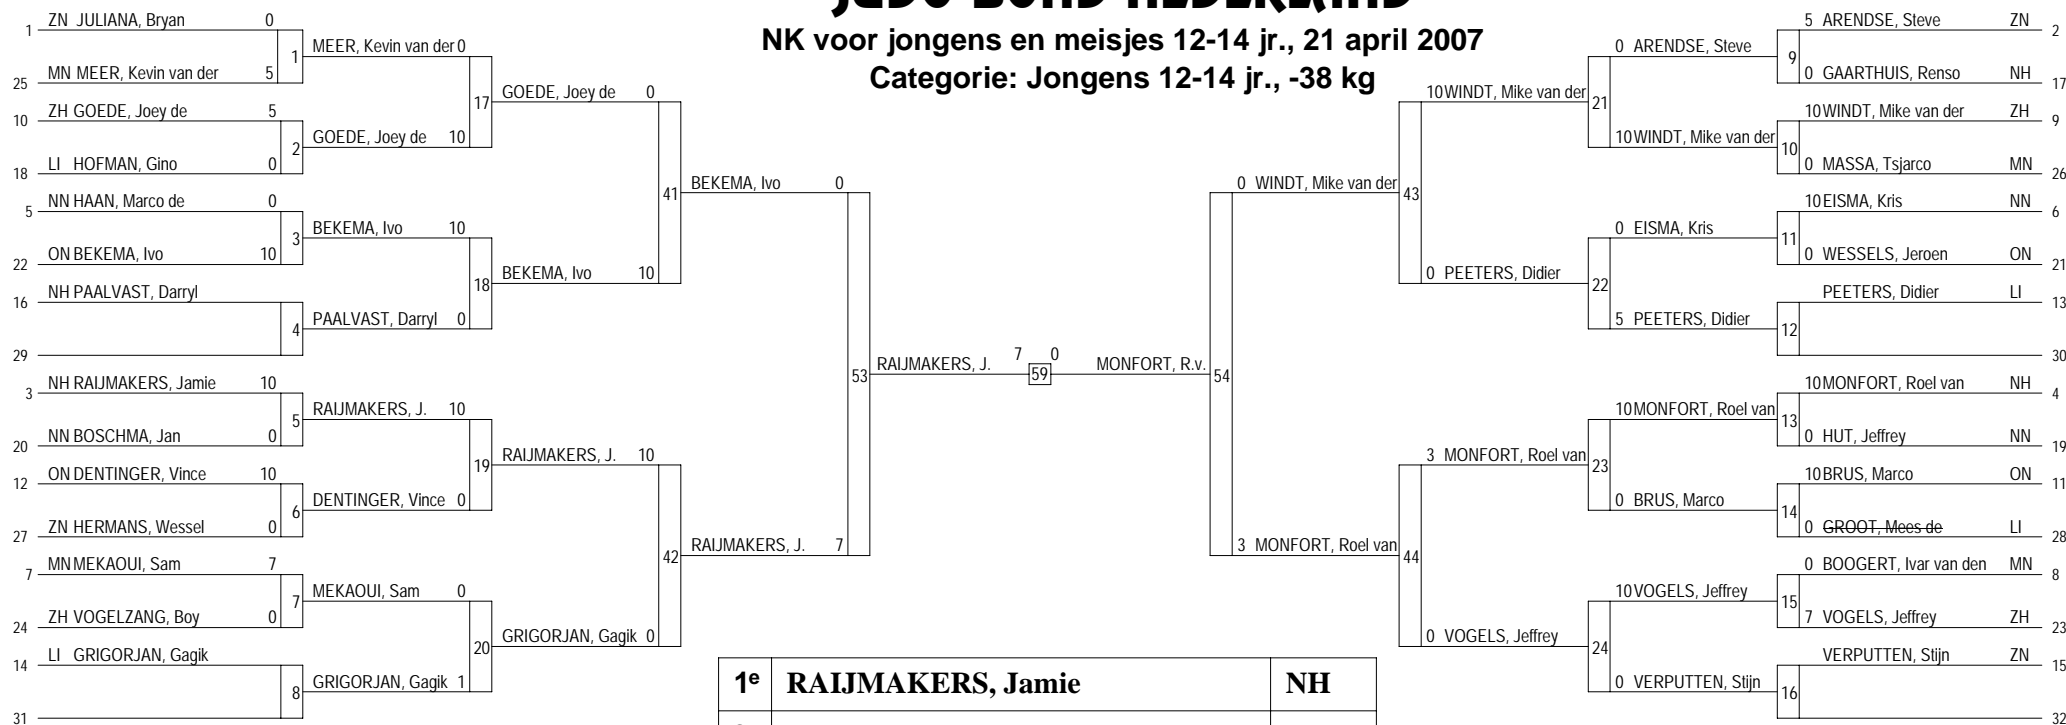 JUDO BOND NEDERLAND
NK voor jongens en meisjes 12-14 jr., 21 april 2007
Categorie: Jongens 12-14 jr., -38 kg
1 ZN JULIANA, Bryan 0
1
25 MN MEER, Kevin van der 5
10 ZH GOEDE, Joey de 5
2
18 LI HOFMAN, Gino 0
5 NN HAAN, Marco de 0
3
22 ON BEKEMA, Ivo 10
16 NH PAALVAST, Darryl
4
29
3 NH RAIJMAKERS, Jamie 10
5
20 NN BOSCHMA, Jan 0
12 ON DENTINGER, Vince 10
6
27 ZN HERMANS, Wessel 0
7 MN MEKAOUI, Sam 7
7
24 ZH VOGELZANG, Boy 0
14 LI GRIGORJAN, Gagik
8
31
MEER, Kevin van der 0
17
GOEDE, Joey de 10
BEKEMA, Ivo 10
18
PAALVAST, Darryl 0
RAIJMAKERS, J. 10
19
DENTINGER, Vince 0
MEKAOUI, Sam 0
20
GRIGORJAN, Gagik 1
GOEDE, Joey de 0
41
BEKEMA, Ivo 10
RAIJMAKERS, J. 10
42
GRIGORJAN, Gagik 0
BEKEMA, Ivo 0
53
RAIJMAKERS, J. 7
RAIJMAKERS, J. 7 59 0 MONFORT, R.v.
0 WINDT, Mike van der
54
3 MONFORT, Roel van
10 WINDT, Mike van der
43
0 PEETERS, Didier
3 MONFORT, Roel van
44
0 VOGELS, Jeffrey
0 ARENDSE, Steve
21
10 WINDT, Mike van der
0 EISMA, Kris
22
5 PEETERS, Didier
10 MONFORT, Roel van
23
0 BRUS, Marco
10 VOGELS, Jeffrey
24
0 VERPUTTEN, Stijn
5 ARENDSE, Steve ZN 2
9
0 GAARTHUIS, Renso NH 17
10 WINDT, Mike van der ZH 9
10
0 MASSA, Tsjarco MN 26
10 EISMA, Kris NN 6
11
0 WESSELS, Jeroen ON 21
PEETERS, Didier LI 13
12
30
10 MONFORT, Roel van NH 4
13
0 HUT, Jeffrey NN 19
10 BRUS, Marco ON 11
14
0 GROOT, Mees de LI 28
0 BOOGERT, Ivar van den MN 8
15
7 VOGELS, Jeffrey ZH 23
VERPUTTEN, Stijn ZN 15
16
32
1e RAIJMAKERS, Jamie NH